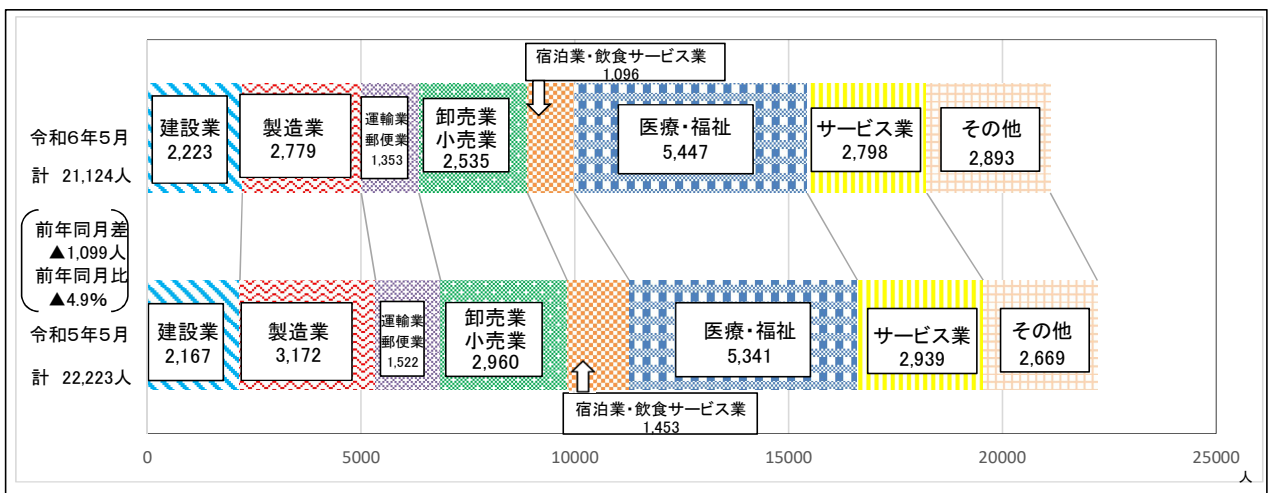 宿泊業・飲食サービス業
1,096
令和6年5月
計 21,124人
建設業
2,223
製造業
2,779
運輸業
郵便業
1,353
卸売業
小売業
2,535
医療・福祉
5,447
サービス業
2,798
その他
2,893
前年同月差
▲1,099人
前年同月比
▲4.9%
令和5年5月
計 22,223人
建設業
2,167
製造業
3,172
運輸業
郵便業
1,522
卸売業
小売業
2,960
医療・福祉
5,341
サービス業
2,939
その他
2,669
宿泊業・飲食サービス業
1,453
0 5000 10000 15000 20000 25000
人